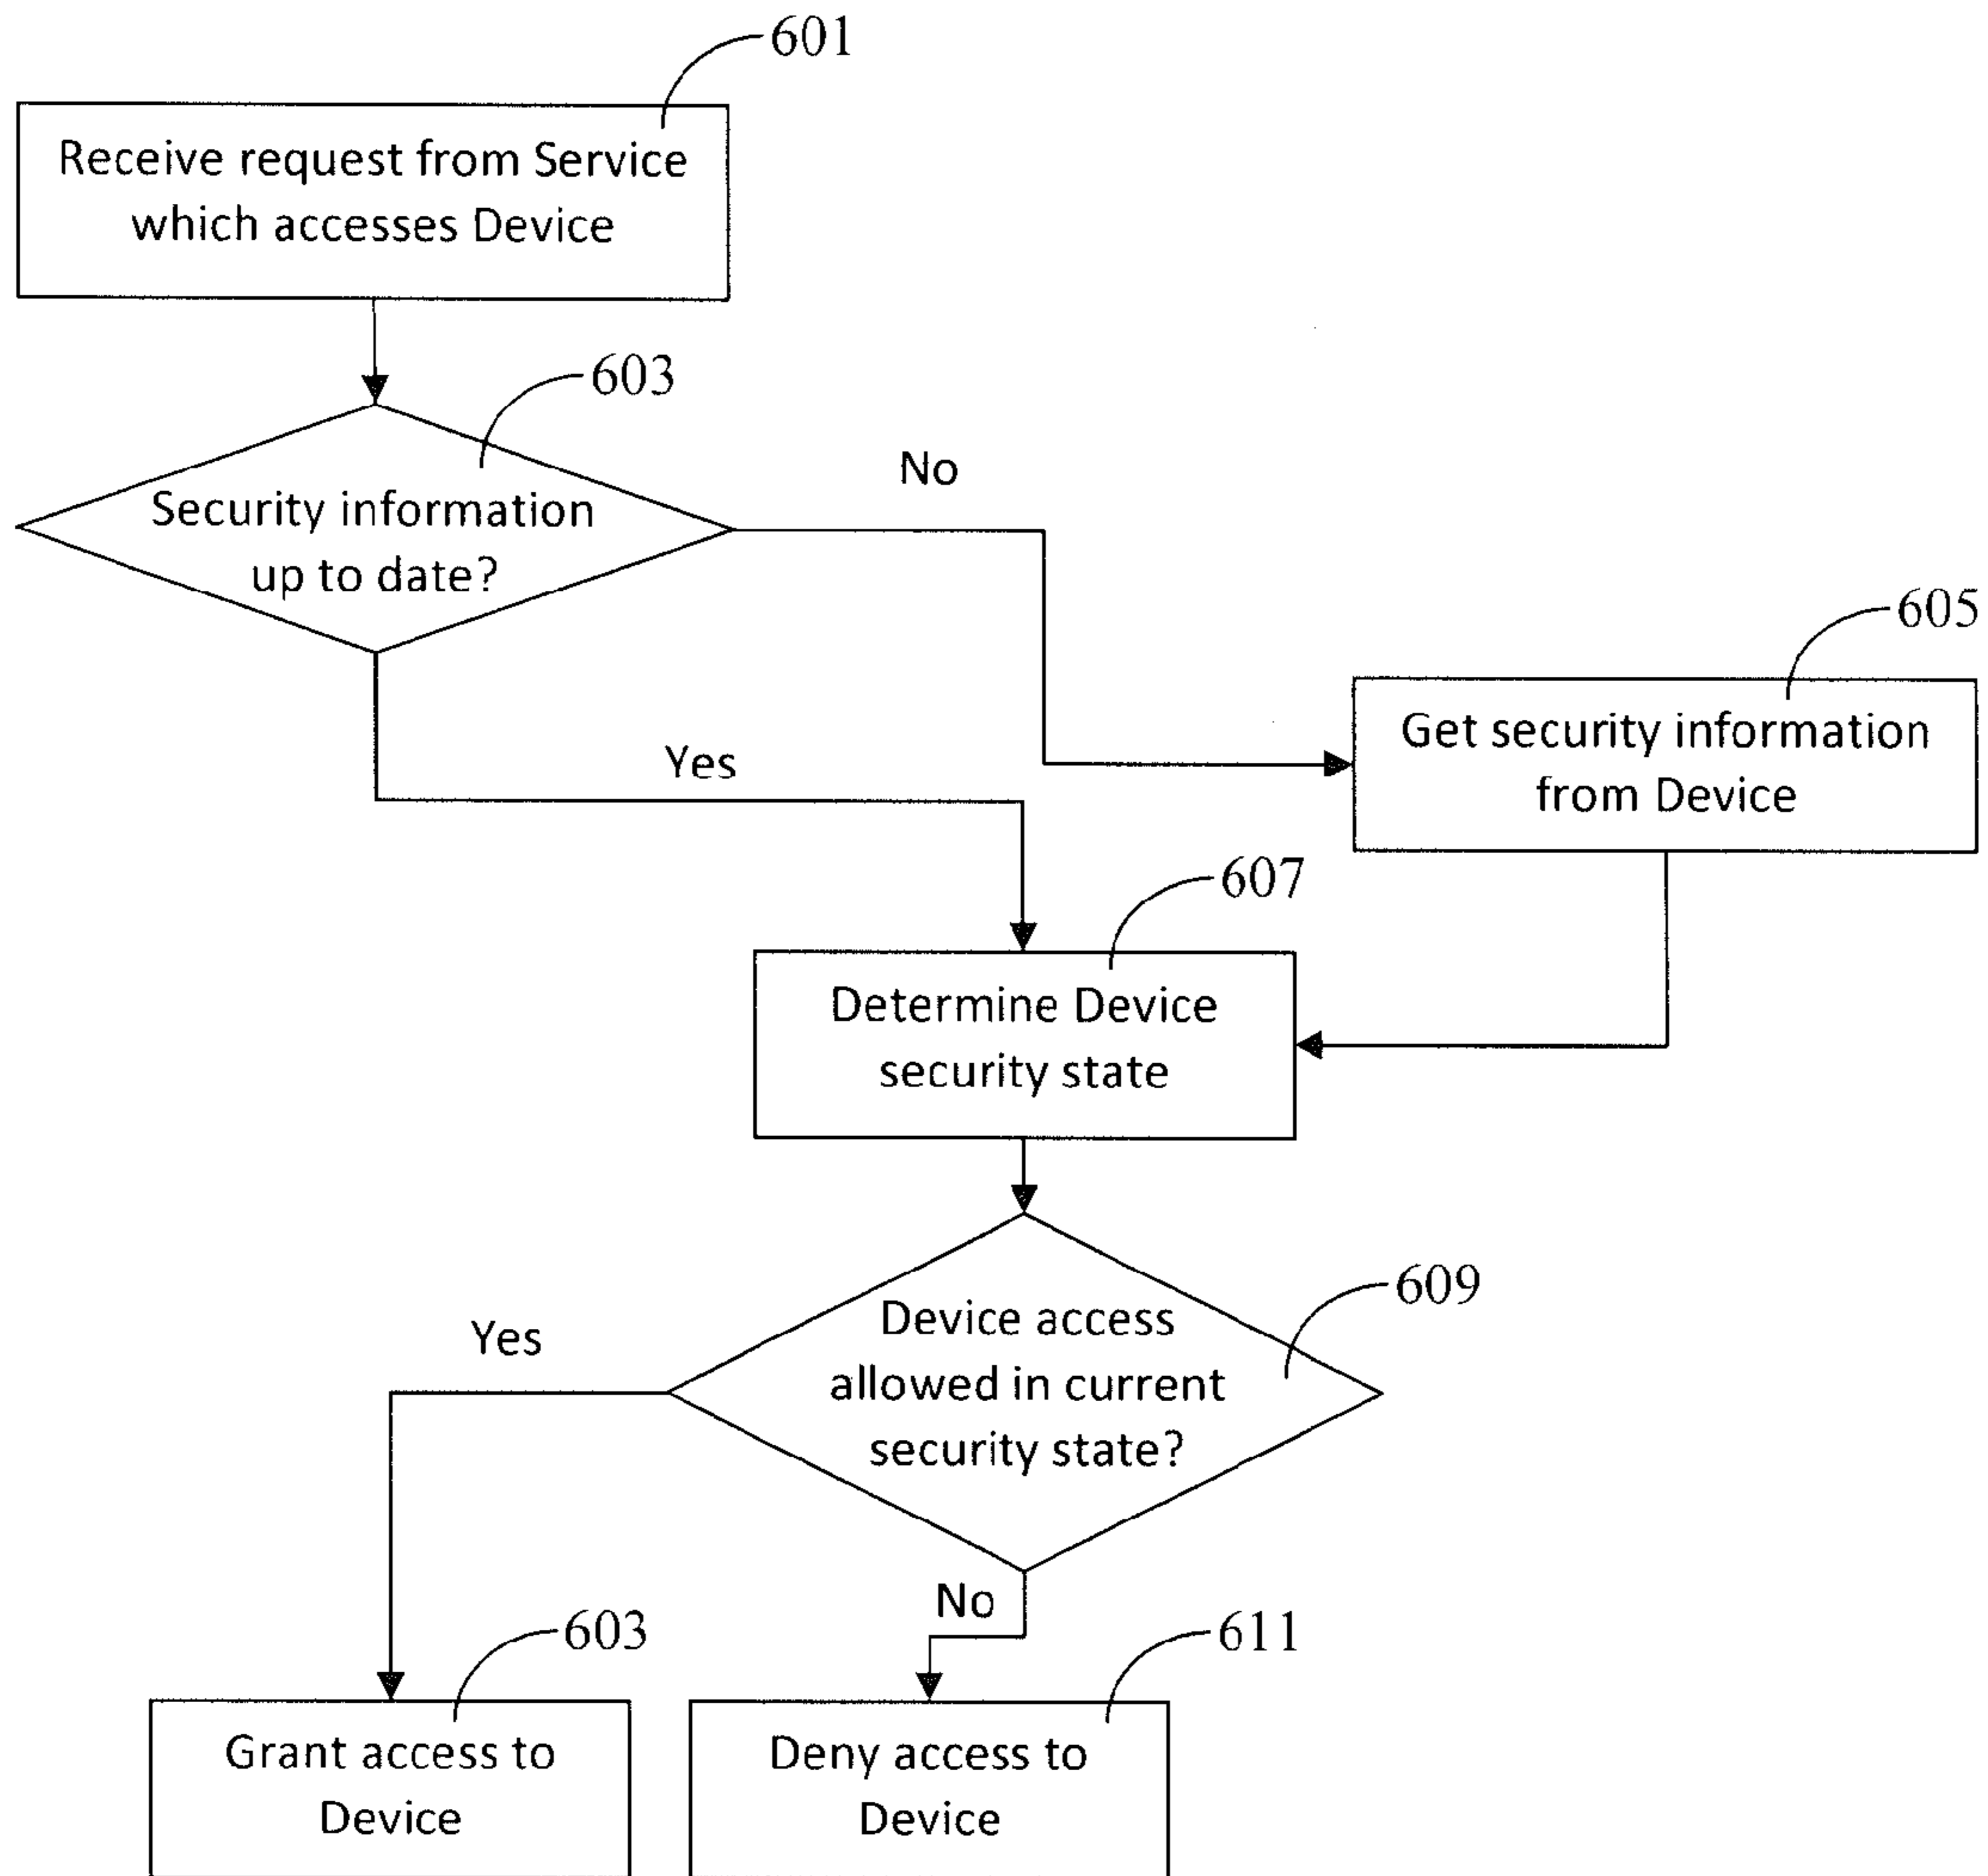 601
Receive request from Service
which accesses Device
603
Security information
up to date?
No
605
Get security information
from Device
Yes
607
Determine Device
security state
609
Device access
allowed in current
security state?
Yes
No
603
Grant access to
Device
611
Deny access to
Device